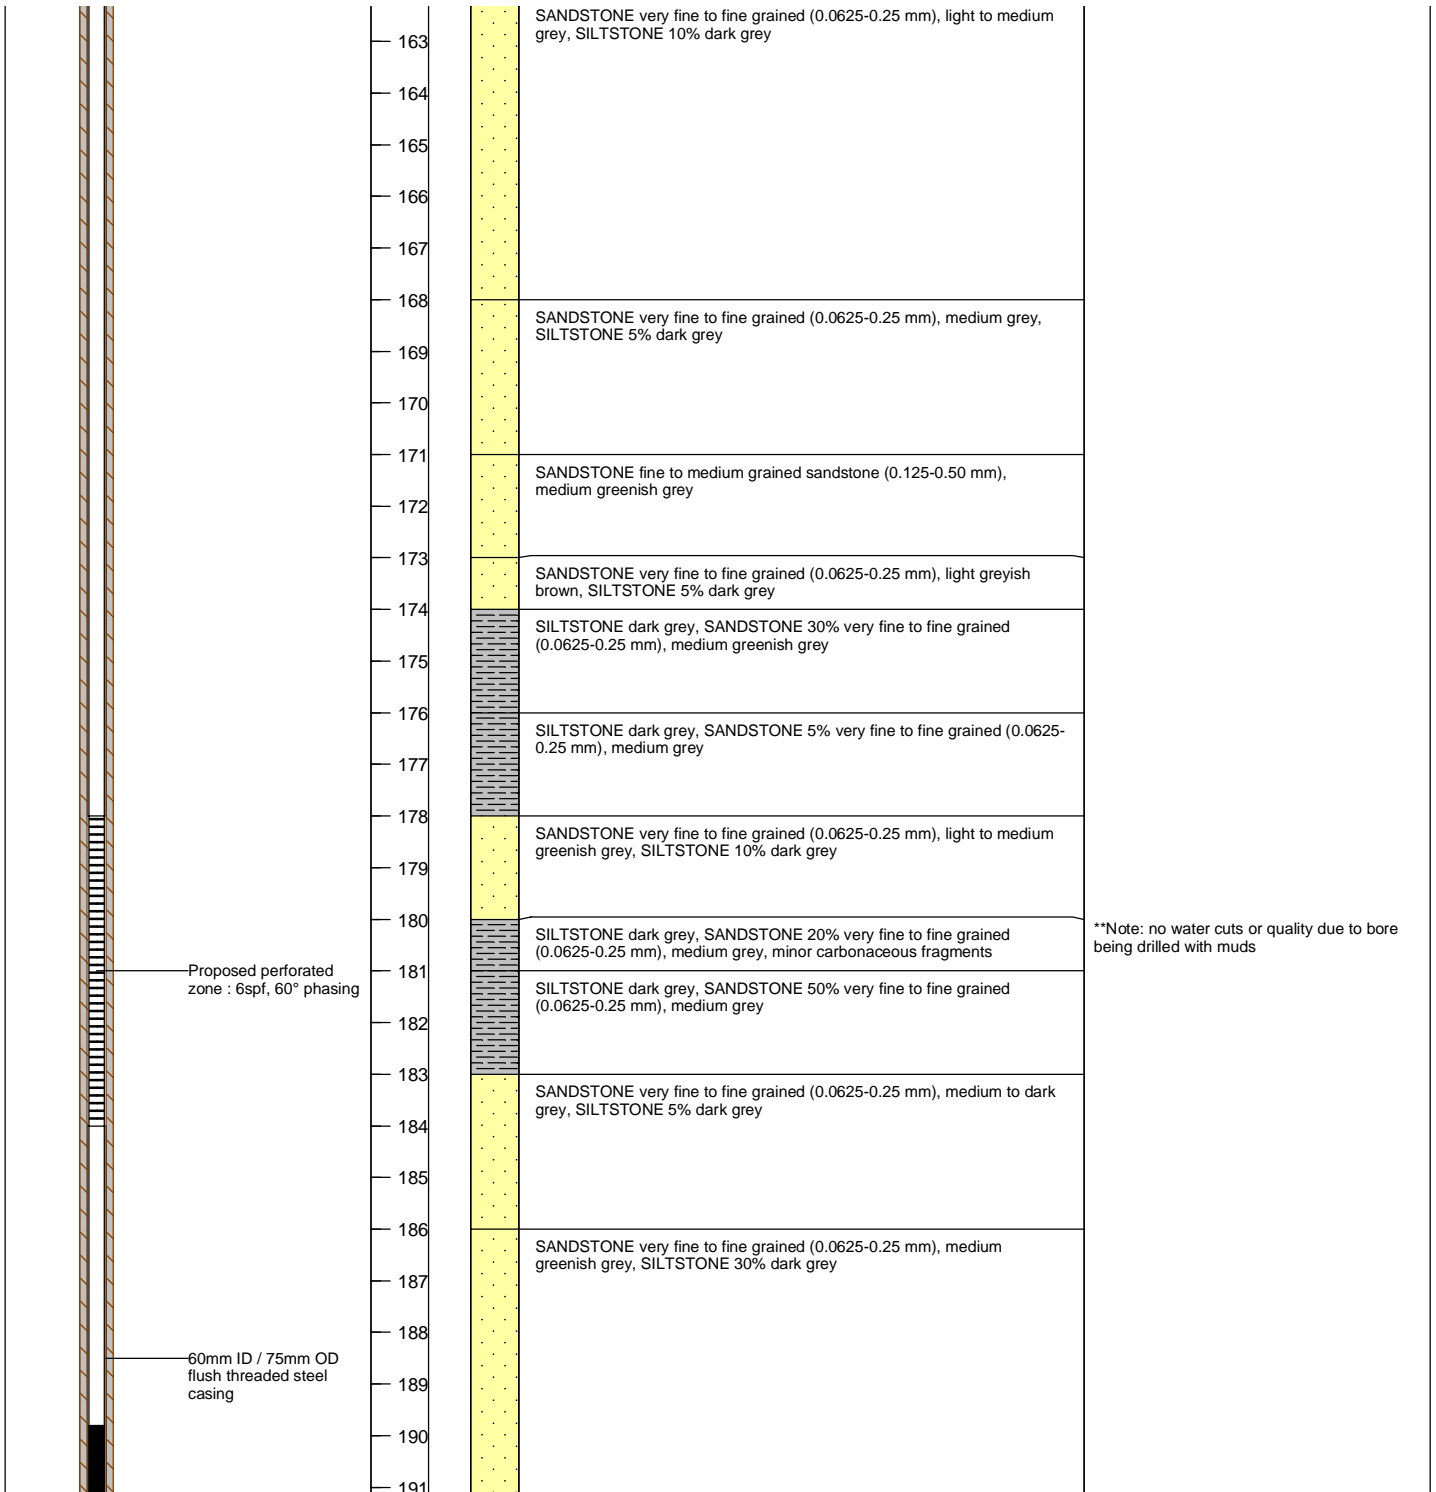 SANDSTONE very fine to fine grained (0.0625-0.25 mm), light to medium
grey, SILTSTONE 10% dark grey
163
164
165
166
167
168
SANDSTONE very fine to fine grained (0.0625-0.25 mm), medium grey,
SILTSTONE 5% dark grey
169
170
171
SANDSTONE fine to medium grained sandstone (0.125-0.50 mm),
medium greenish grey
172
173
SANDSTONE very fine to fine grained (0.0625-0.25 mm), light greyish
brown, SILTSTONE 5% dark grey
174
SILTSTONE dark grey, SANDSTONE 30% very fine to fine grained
(0.0625-0.25 mm), medium greenish grey
175
176
SILTSTONE dark grey, SANDSTONE 5% very fine to fine grained (0.0625-
0.25 mm), medium grey
177
178
SANDSTONE very fine to fine grained (0.0625-0.25 mm), light to medium
greenish grey, SILTSTONE 10% dark grey
179
180
**Note: no water cuts or quality due to bore
being drilled with muds
SILTSTONE dark grey, SANDSTONE 20% very fine to fine grained
(0.0625-0.25 mm), medium grey, minor carbonaceous fragments
Proposed perforated
zone : 6spf, 60° phasing
181
SILTSTONE dark grey, SANDSTONE 50% very fine to fine grained
(0.0625-0.25 mm), medium grey
182
183
SANDSTONE very fine to fine grained (0.0625-0.25 mm), medium to dark
grey, SILTSTONE 5% dark grey
184
185
186
SANDSTONE very fine to fine grained (0.0625-0.25 mm), medium
greenish grey, SILTSTONE 30% dark grey
187
188
60mm ID / 75mm OD
flush threaded steel
casing
189
190
191